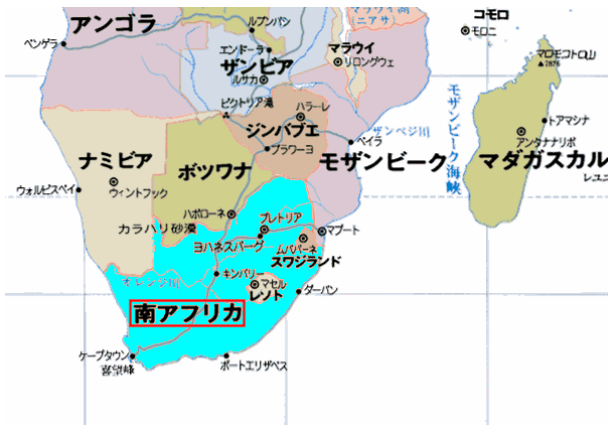 アンゴラ
ルブンバシ
マラウイ湖
(ニアサ)
コモロ
モロニ
ベンゲラ
エンドーラ
ザンビア
マラウイ
リロングウェ
マロモコトロ山
2876
ルサカ
ビクトリア滝
ハラーレ
モザンビーク海峡
ジンバブエ
ザンベジ川
トアマシナ
ナミビア
ボツワナ
ブラワーヨ
ベイラ
モザンビーク
アンタナナリボ
マダガスカル
ウォルビスベイ
ウィントフック
レユニ
カラハリ砂漠
ハボローネ
プレトリア
マプート
ヨハネスバーグ
ムババーネ
スワジランド
オレンジ川
キンバリー
マセル
レソト
ダーバン
南アフリカ
ケープタウン
喜望峰
ポートエリザベス